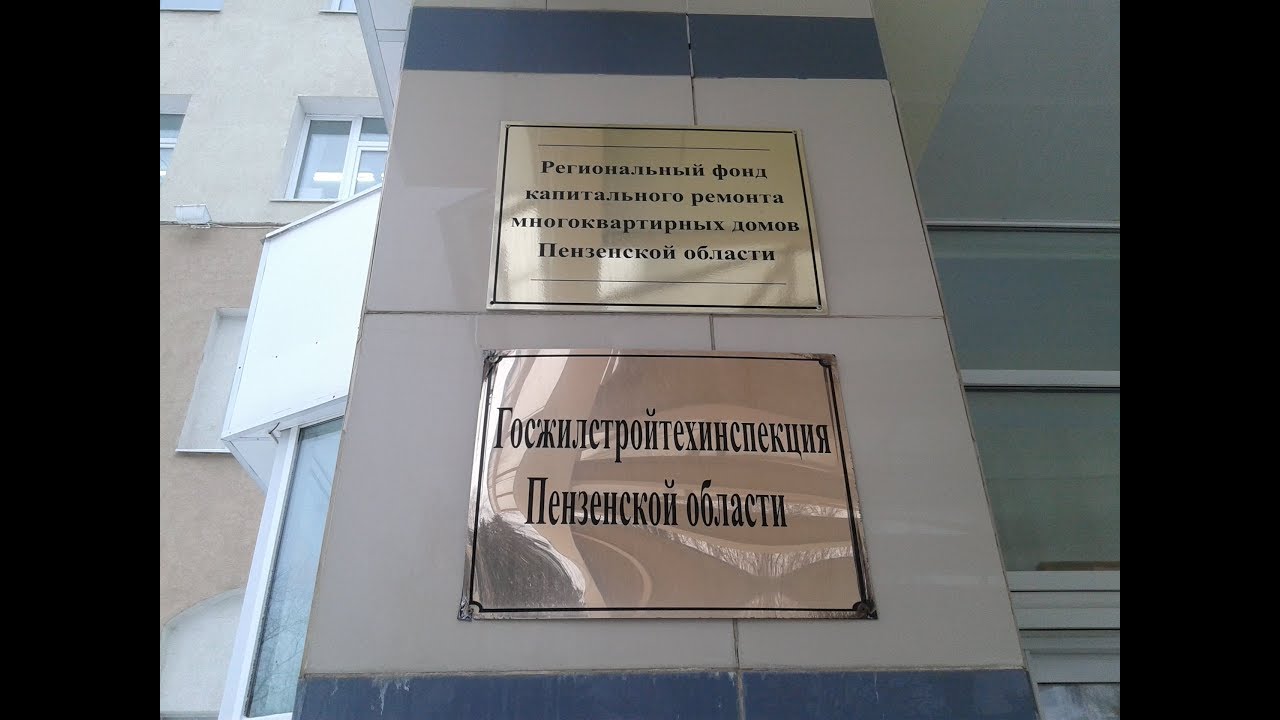 Региональный фонд
капитального ремонта
многоквартирных домов
Пензенской области
Госжилстройтехинспекция
Пензенской области